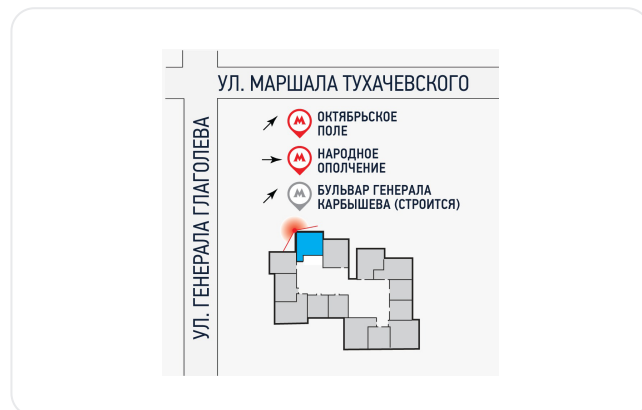 УЛ. МАРШАЛА ТУХАЧЕВСКОГО
УЛ. ГЕНЕРАЛА ГЛАГОЛЕВА
М ОКТЯБРЬСКОЕ
ПОЛЕ
М НАРОДНОЕ
ОПОЛЧЕНИЕ
М БУЛЬВАР ГЕНЕРАЛА
КАРБЫШЕВА (СТРОИТСЯ)